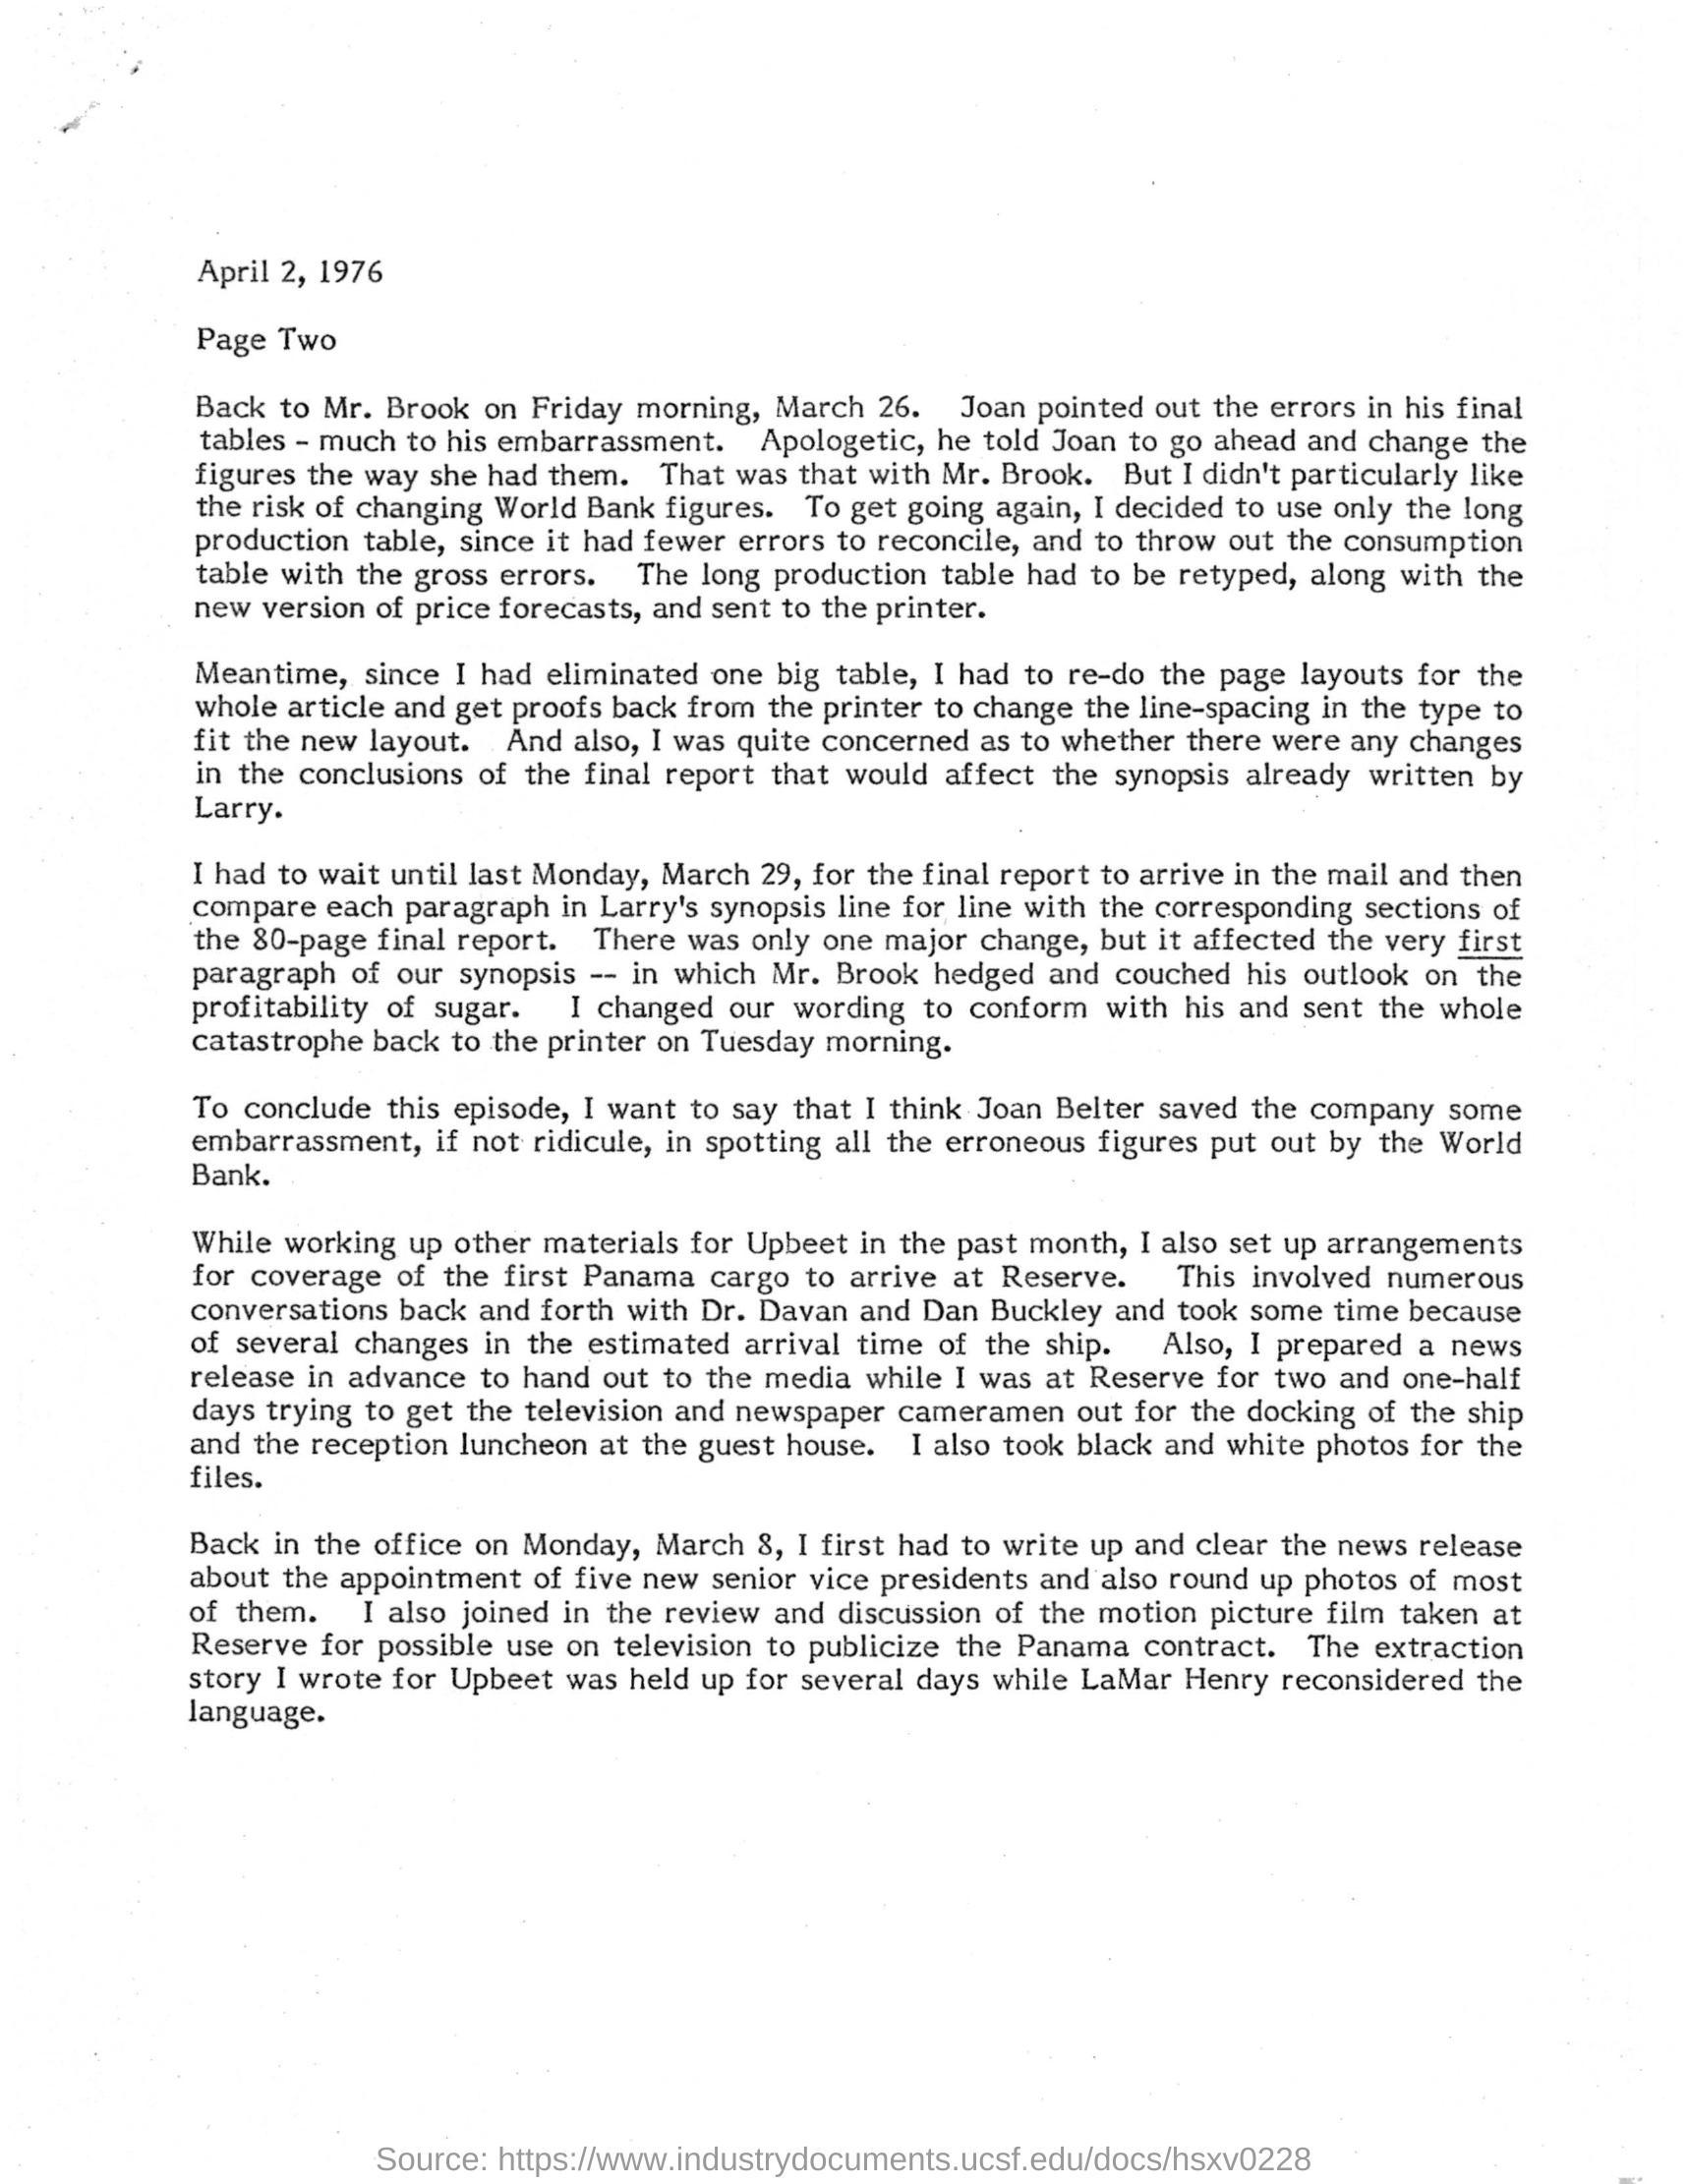 April 2, 1976
Page Two
Back to Mr. Brook on Friday morning, March 26. Joan pointed out the errors in his final
tables - much to his embarrassment. Apologetic, he told Joan to go ahead and change the
figures the way she had them. That was that with Mr. Brook. But I didn't particularly like
the risk of changing World Bank figures. To get going again, I decided to use only the long
production table, since it had fewer errors to reconcile, and to throw out the consumption
table with the gross errors. The long production table had to be retyped, along with the
new version of price forecasts, and sent to the printer.
Meantime, since I had eliminated one big table, I had to re-do the page layouts for the
whole article and get proofs back from the printer to change the line-spacing in the type to
fit the new layout. And also, I was quite concerned as to whether there were any changes
in the conclusions of the final report that would affect the synopsis already written by
Larry.
I had to wait until last Monday, March 29, for the final report to arrive in the mail and then
compare each paragraph in Larry's synopsis line for line with the corresponding sections of
the 80-page final report. There was only one major change, but it affected the very first
paragraph of our synopsis -- in which Mr. Brook hedged and couched his outlook on the
profitability of sugar. I changed our wording to conform with his and sent the whole
catastrophe back to the printer on Tuesday morning.
To conclude this episode, I want to say that I think Joan Belter saved the company some
embarrassment, if not ridicule, in spotting all the erroneous figures put out by the World
Bank.
While working up other materials for Upbeet in the past month, I also set up arrangements
for coverage of the first Panama cargo to arrive at Reserve. This involved numerous
conversations back and forth with Dr. Davan and Dan Buckley and took some time because
of several changes in the estimated arrival time of the ship. Also, I prepared a news
release in advance to hand out to the media while I was at Reserve for two and one-half
days trying to get the television and newspaper cameramen out for the docking of the ship
and the reception luncheon at the guest house. I also took black and white photos for the
files.
Back in the office on Monday, March 8, I first had to write up and clear the news release
about the appointment of five new senior vice presidents and also round up photos of most
of them. I also joined in the review and discussion of the motion picture film taken at
Reserve for possible use on television to publicize the Panama contract. The extraction
story I wrote for Upbeet was held up for several days while LaMar Henry reconsidered the
language.
Source: https://www.industrydocuments.ucsf.edu/docs/hsxv0228